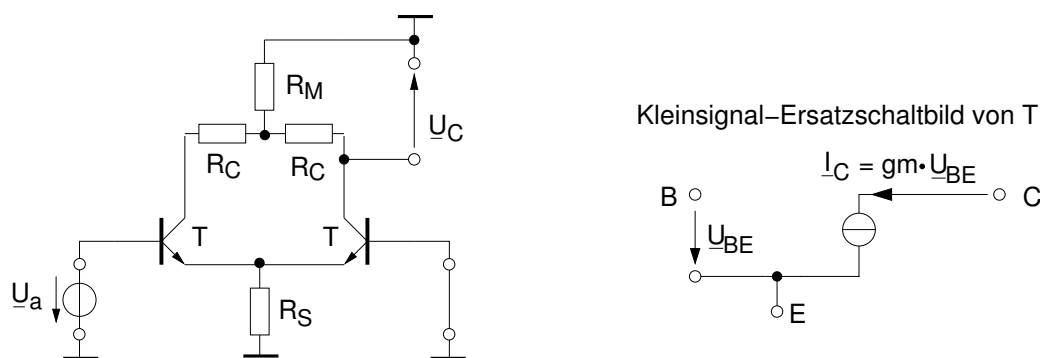 R_M
U_C
R_C
R_C
T
T
U_a
R_S
Kleinsignal−Ersatzschaltbild von T
I_C = gm•U_BE
B
C
U_BE
E